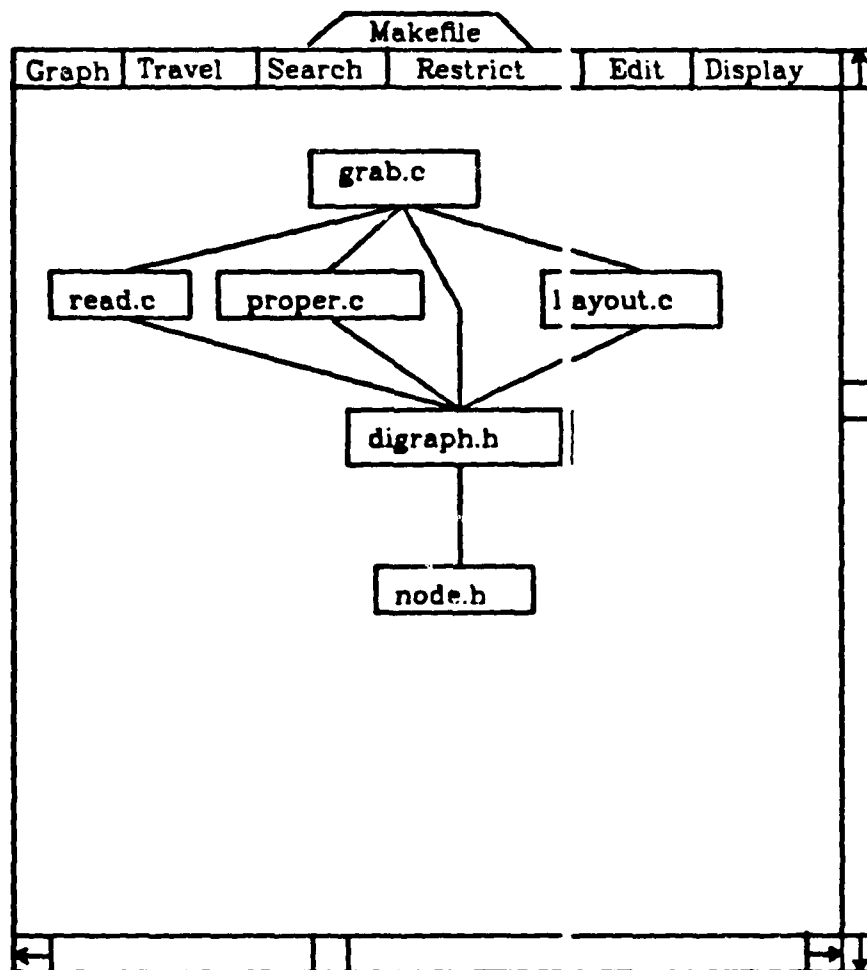 Makefile
Graph Travel Search Restrict Edit Display
grab.c
read.c proper.c layout.c
digraph.h
node.h